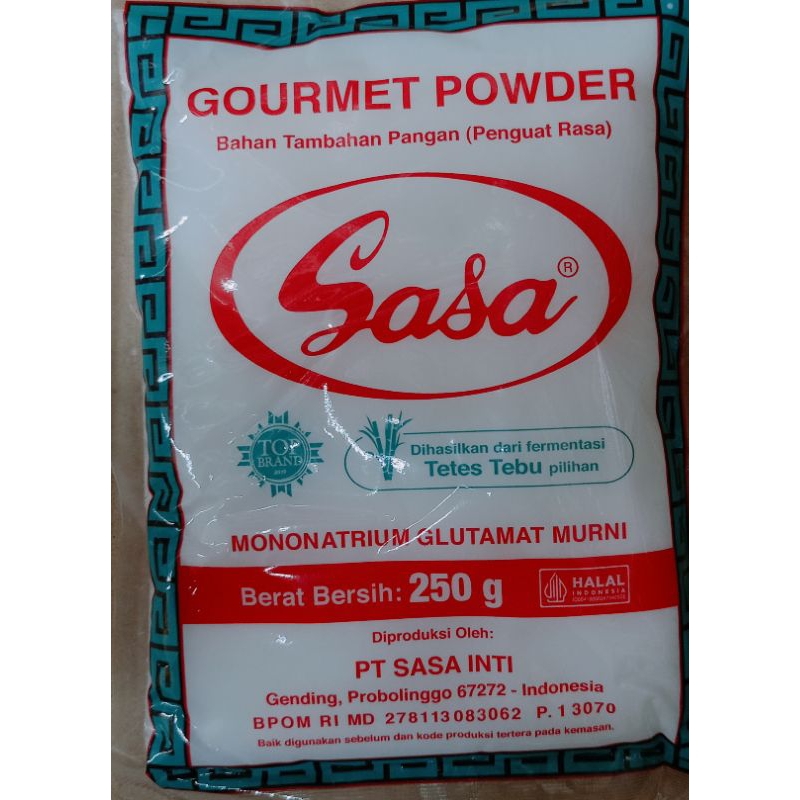 GOURMET POWDER
Bahan Tambahan Pangan (Penguat Rasa)
Sasa®
TOP
BRAND
Dihasilkan dari fermentasi
Tetes Tebu pilihan
MONONATRIUM GLUTAMAT MURNI
Berat Bersih: 250 g
HALAL
INDONESIA
Diproduksi Oleh:
PT SASA INTI
Gending, Probolinggo 67272 - Indonesia
BPOM RI MD 278113083062 P.13070
Baik digunakan sebelum dan kode produksi tertera pada kemasan.